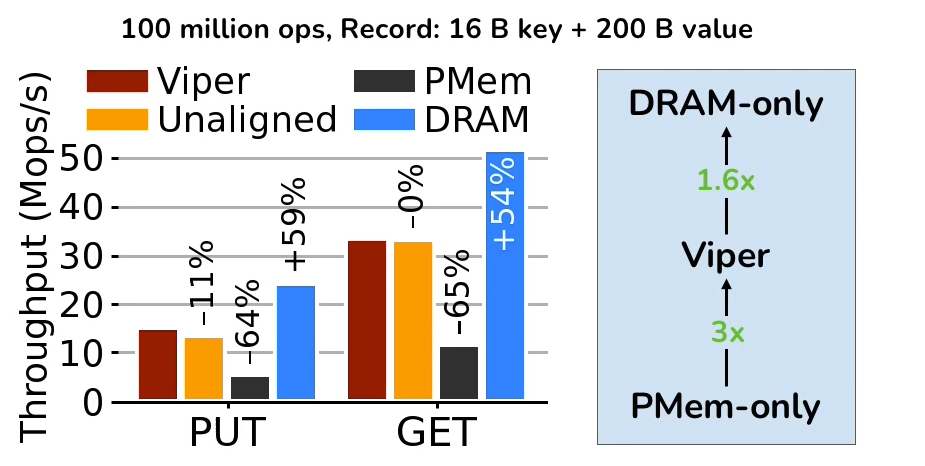 100 million ops, Record: 16 B key + 200 B value
Throughput (Mops/s)
Viper
PMem
Unaligned
DRAM
50
40
30
20
10
0
-11%
-64%
+59%
-0%
-65%
+54%
PUT
GET
DRAM-only
1.6x
Viper
3x
PMem-only